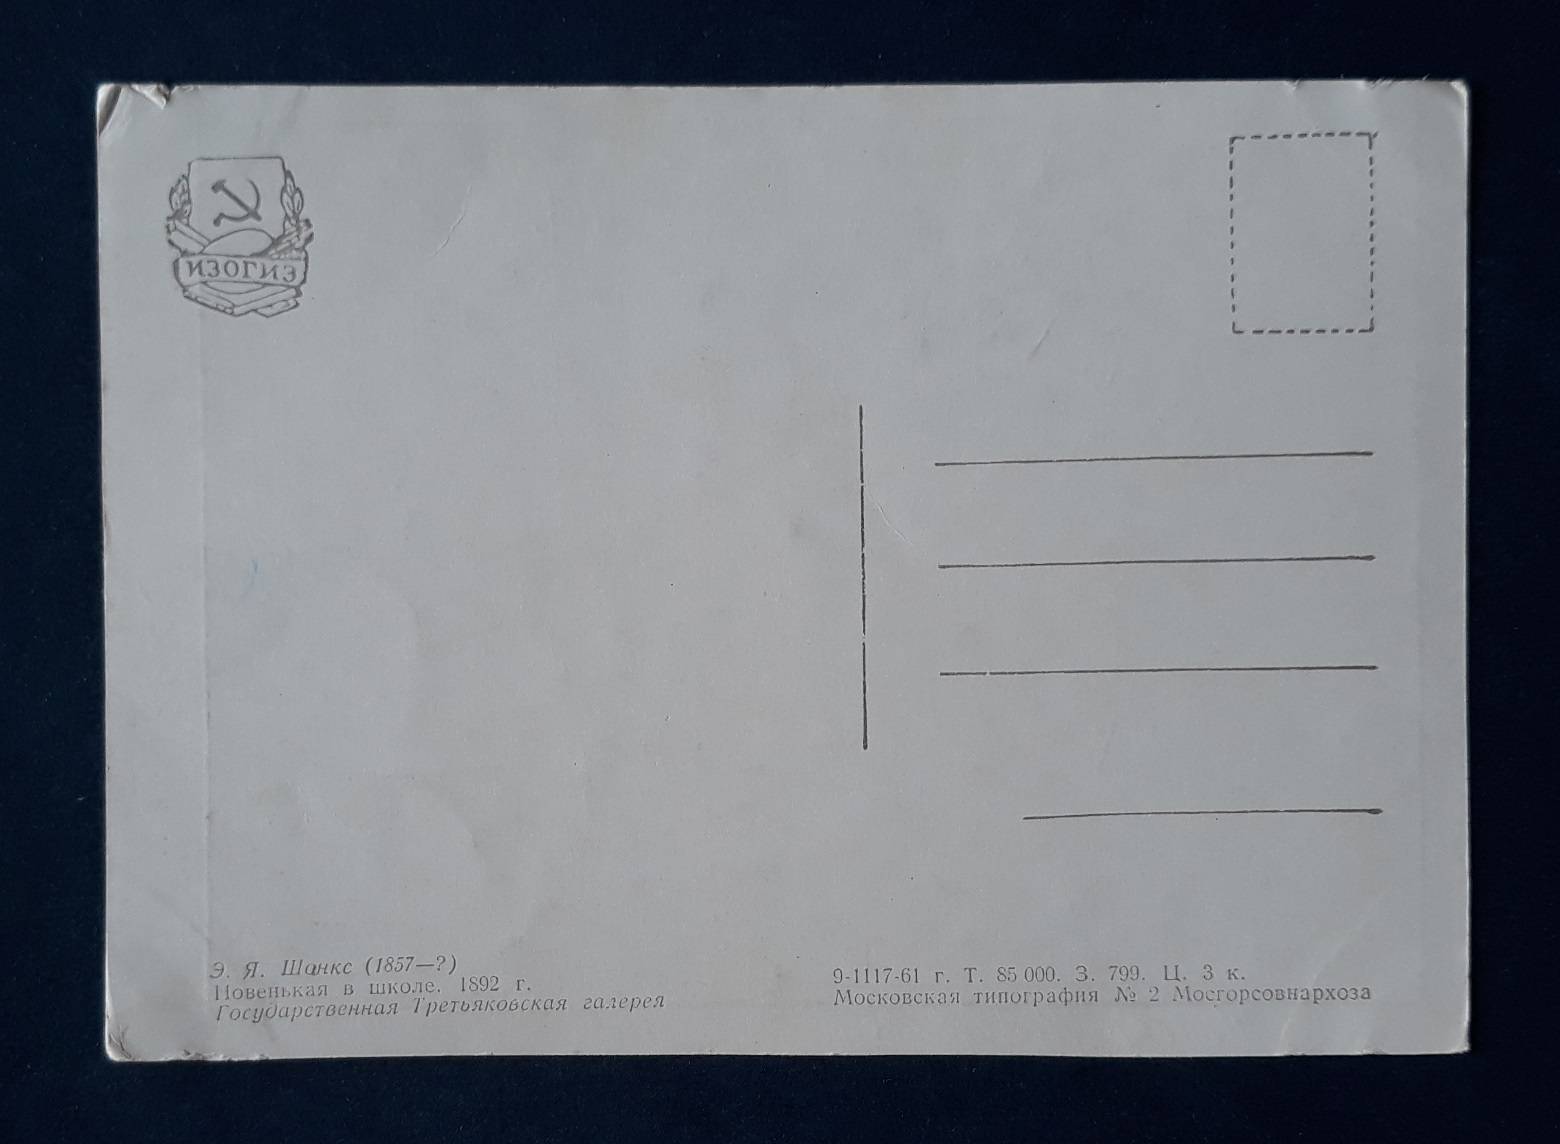 ИЗОГИЗ
Э. Я. Шанкс (1857—?)
Новенькая в школе. 1892 г.
Государственная Третьяковская галерея
9-1117-61 г. Т. 85 000. З. 799. Ц. 3 к.
Московская типография № 2 Мосгорсовнархоза